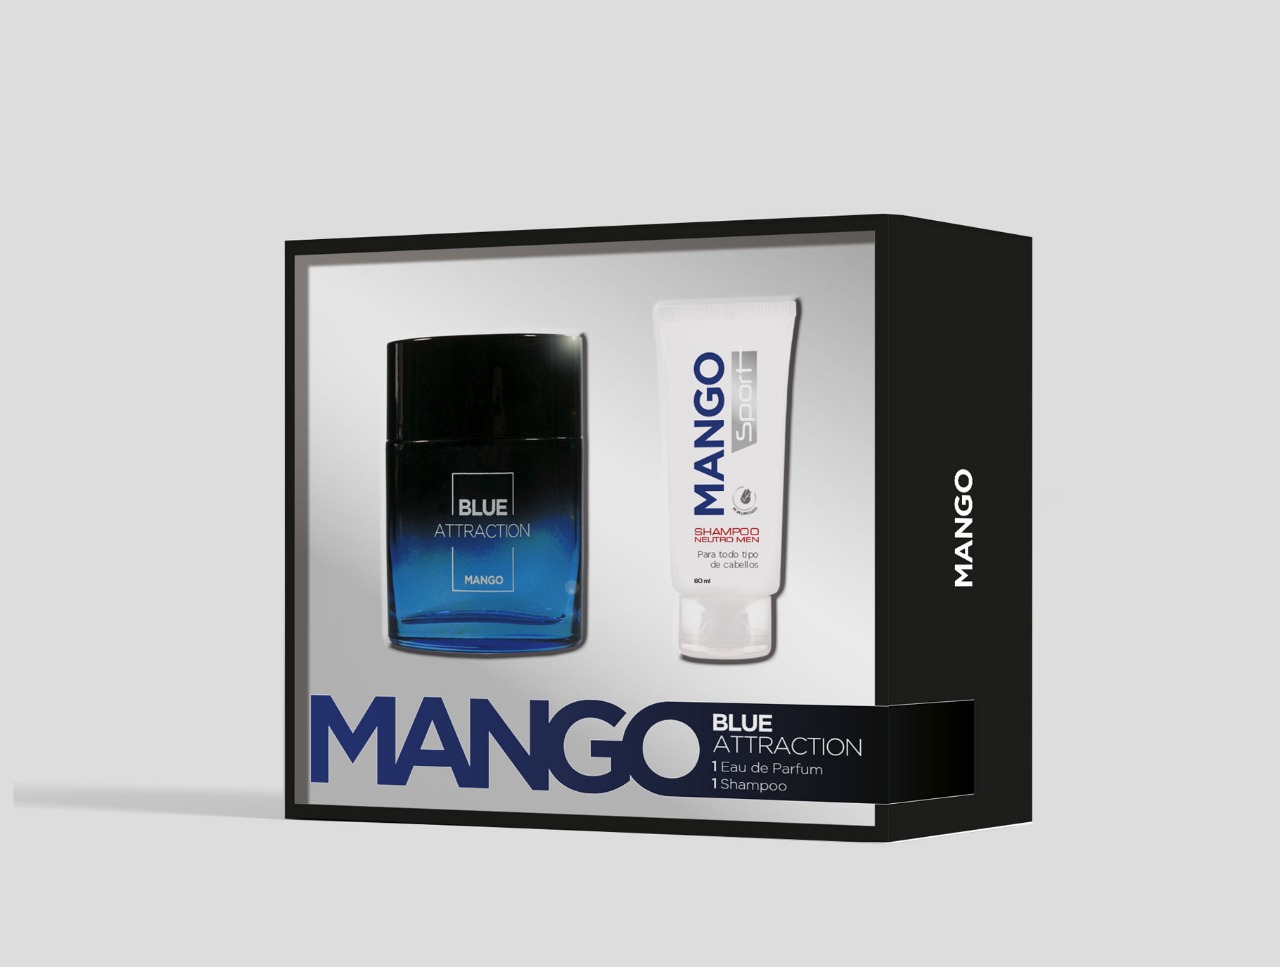 BLUE
ATTRACTION
MANGO
MANGO
Sport
SHAMPOO
NEUTRO MEN
Para todo tipo
de cabellos
60 ml
MANGO
MANGO
BLUE
ATTRACTION
1 Eau de Parfum
1 Shampoo